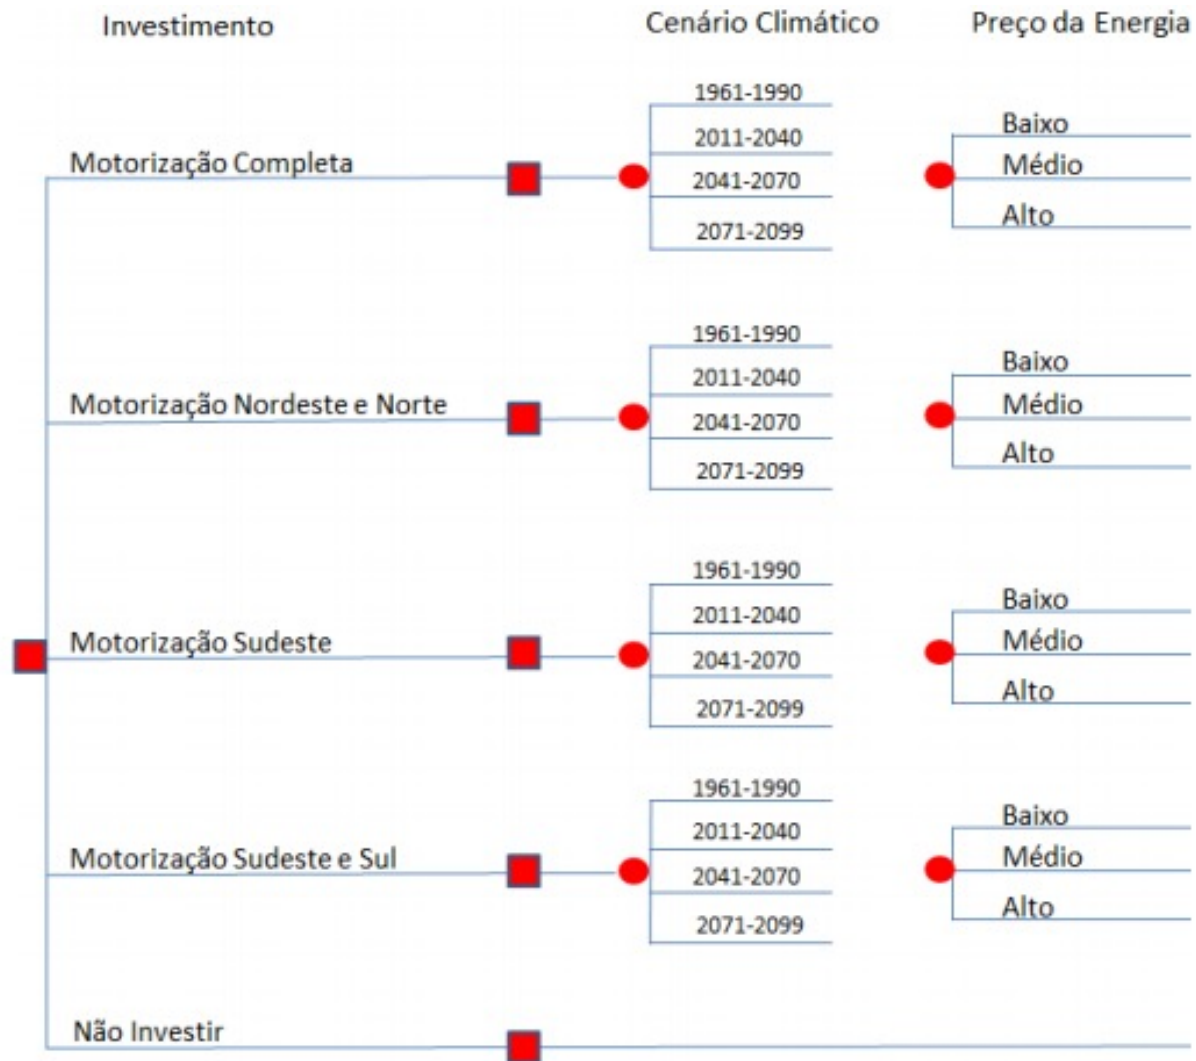 Investimento
Cenário Climático
Preço da Energia
Motorização Completa
1961-1990
2011-2040
2041-2070
2071-2099
Baixo
Médio
Alto
Motorização Nordeste e Norte
1961-1990
2011-2040
2041-2070
2071-2099
Baixo
Médio
Alto
Motorização Sudeste
1961-1990
2011-2040
2041-2070
2071-2099
Baixo
Médio
Alto
Motorização Sudeste e Sul
1961-1990
2011-2040
2041-2070
2071-2099
Baixo
Médio
Alto
Não Investir